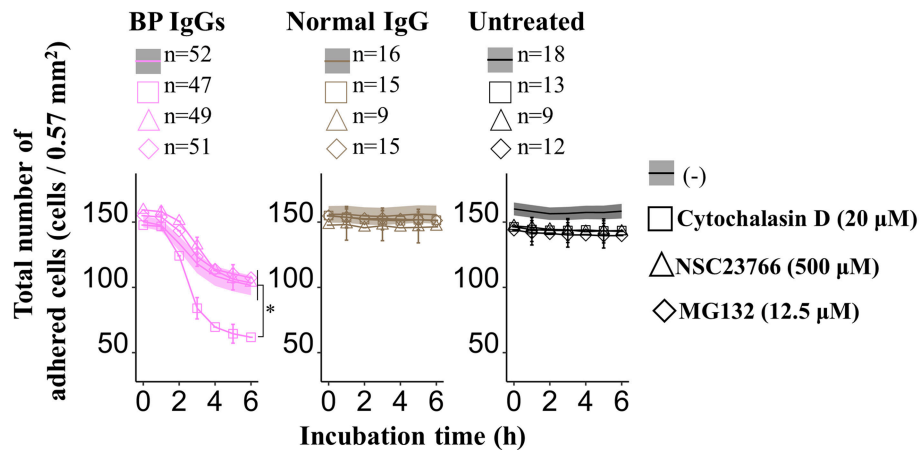 BP IgGs
n=52
n=47
n=49
n=51
Normal IgG
n=16
n=15
n=9
n=15
Untreated
n=18
n=13
n=9
n=12
Total number of
adhered cells (cells / 0.57 mm²)
150
100
50
0 2 4 6
*
150
100
50
0 2 4 6
150
100
50
0 2 4 6
Incubation time (h)
(-)
Cytochalasin D (20 μM)
NSC23766 (500 μM)
MG132 (12.5 μM)